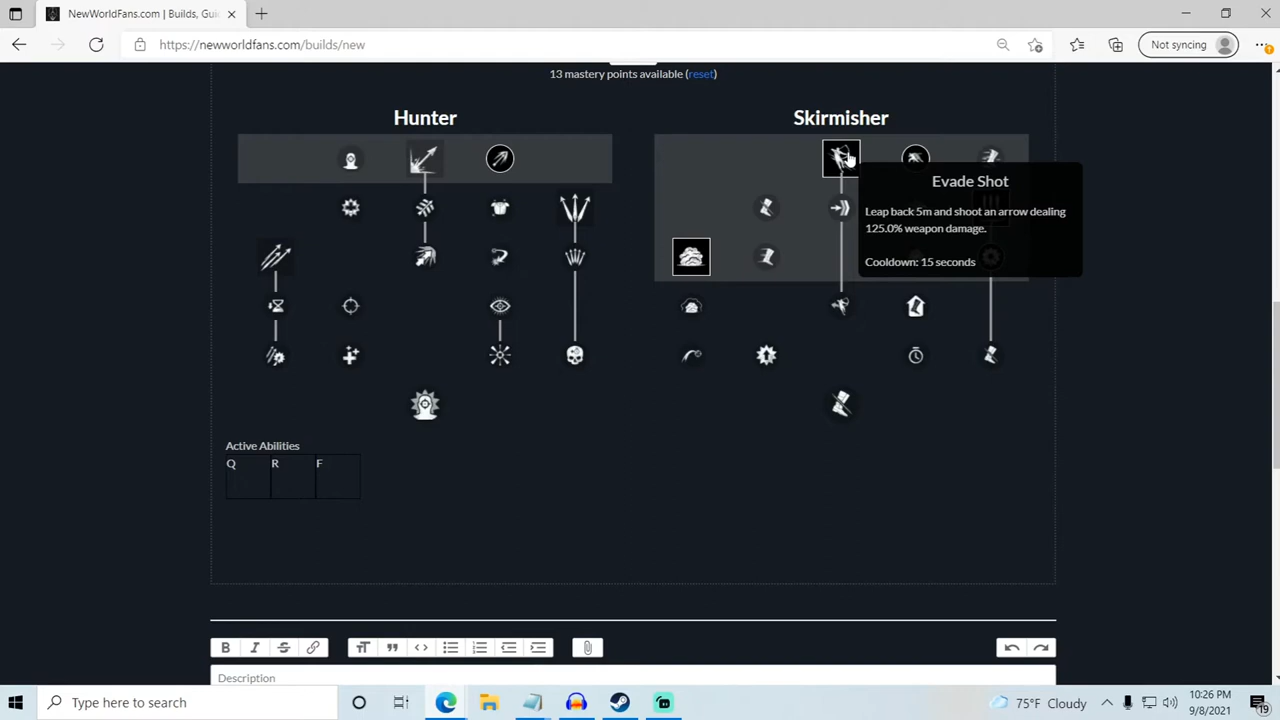 NewWorldFans.com | Builds, Gui
https://newworldfans.com/builds/new
Not syncing
13 mastery points available (reset)
Hunter
Skirmisher
Evade Shot
Leap back 5m and shoot an arrow dealing
125.0% weapon damage.
Cooldown: 15 seconds
Active Abilities
Q
R
F
B
I
S
Description
Type here to search
75°F Cloudy
10:26 PM
9/8/2021
19